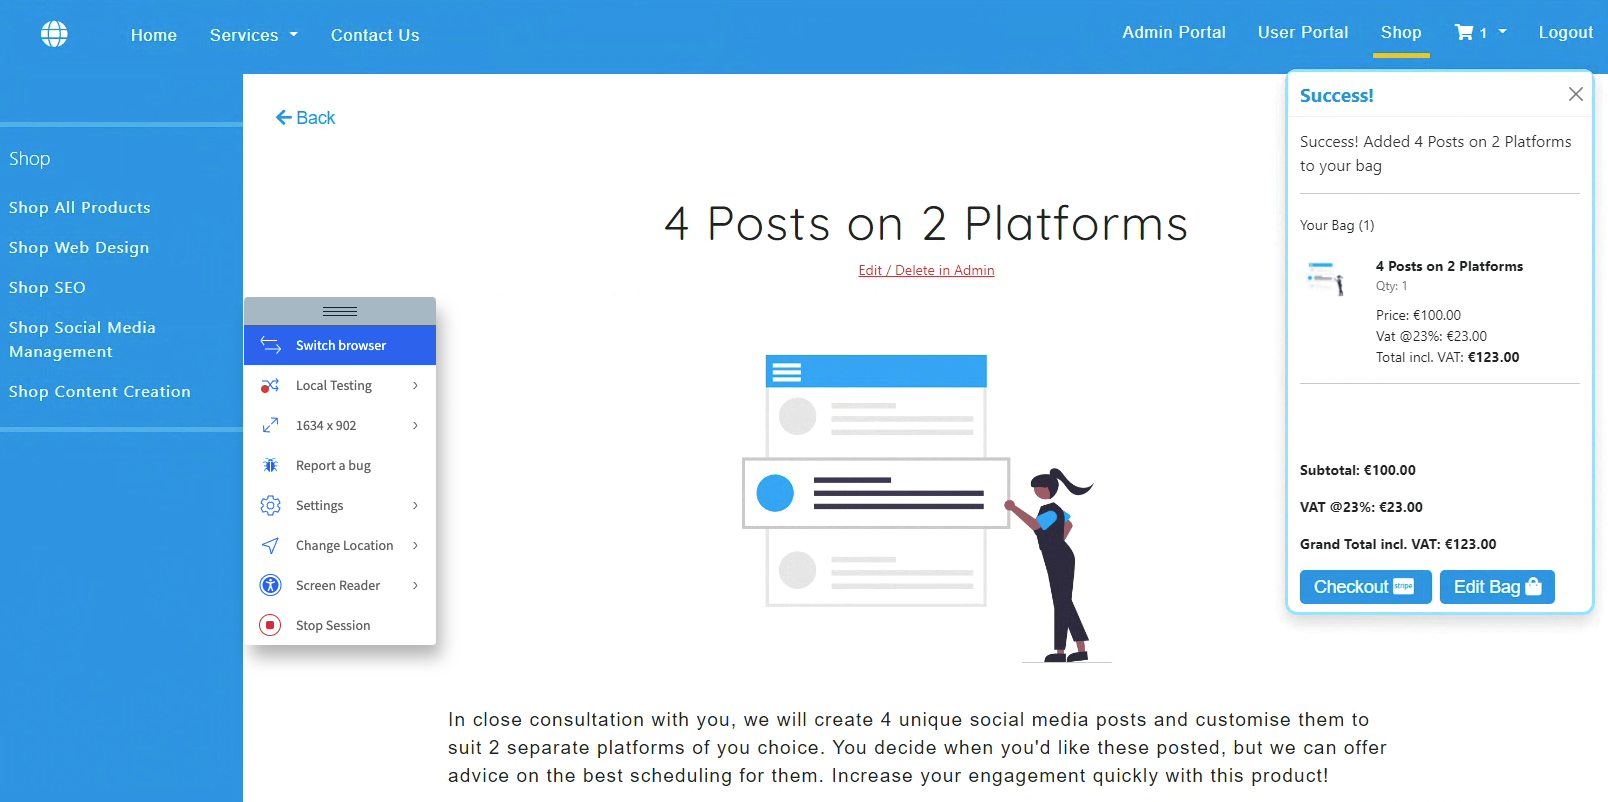 Home
Services
Contact Us
Admin Portal
User Portal
Shop
1
Logout
Shop
Shop All Products
Shop Web Design
Shop SEO
Shop Social Media
Management
Shop Content Creation
Back
4 Posts on 2 Platforms
Edit / Delete in Admin
Switch browser
Local Testing
1634 x 902
Report a bug
Settings
Change Location
Screen Reader
Stop Session
In close consultation with you, we will create 4 unique social media posts and customise them to
suit 2 separate platforms of you choice. You decide when you'd like these posted, but we can offer
advice on the best scheduling for them. Increase your engagement quickly with this product!
Success!
Success! Added 4 Posts on 2 Platforms
to your bag
Your Bag (1)
4 Posts on 2 Platforms
Qty: 1
Price: €100.00
Vat @23%: €23.00
Total incl. VAT: €123.00
Subtotal: €100.00
VAT @23%: €23.00
Grand Total incl. VAT: €123.00
Checkout stripe
Edit Bag